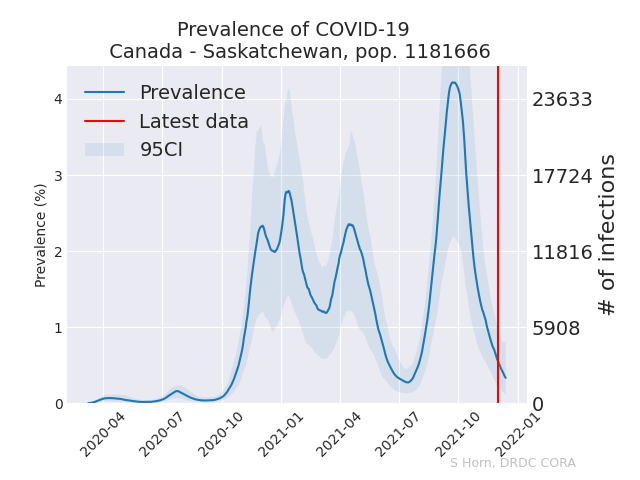 Prevalence of COVID-19
Canada - Saskatchewan, pop. 1181666
Prevalence
Latest data
95CI
Prevalence (%)
4
3
2
1
0
23633
17724
11816
5908
0
# of infections
2020-04
2020-07
2020-10
2021-01
2021-04
2021-07
2021-10
2022-01
S Horn, DRDC CORA